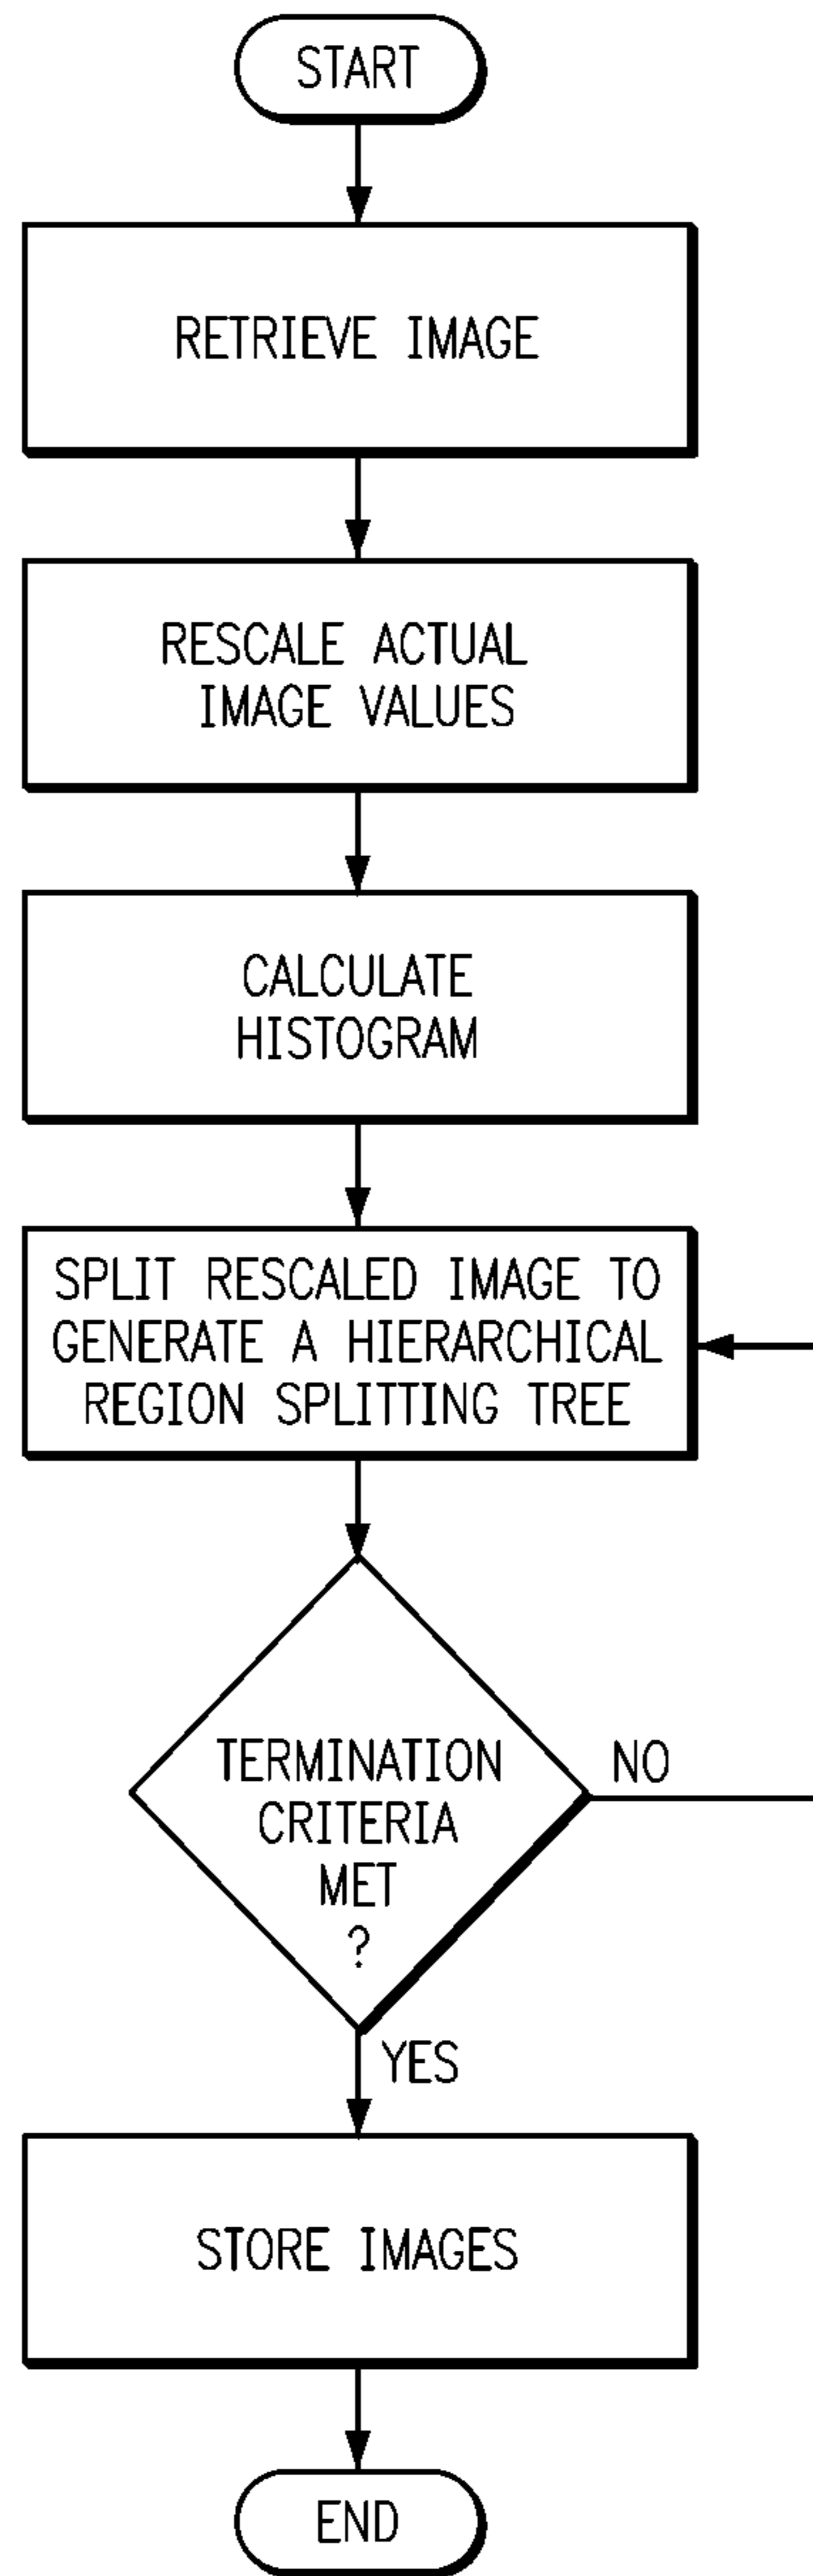 START
RETRIEVE IMAGE
RESCALE ACTUAL
IMAGE VALUES
CALCULATE
HISTOGRAM
SPLIT RESCALED IMAGE TO
GENERATE A HIERARCHICAL
REGION SPLITTING TREE
TERMINATION
CRITERIA
MET
?
NO
YES
STORE IMAGES
END